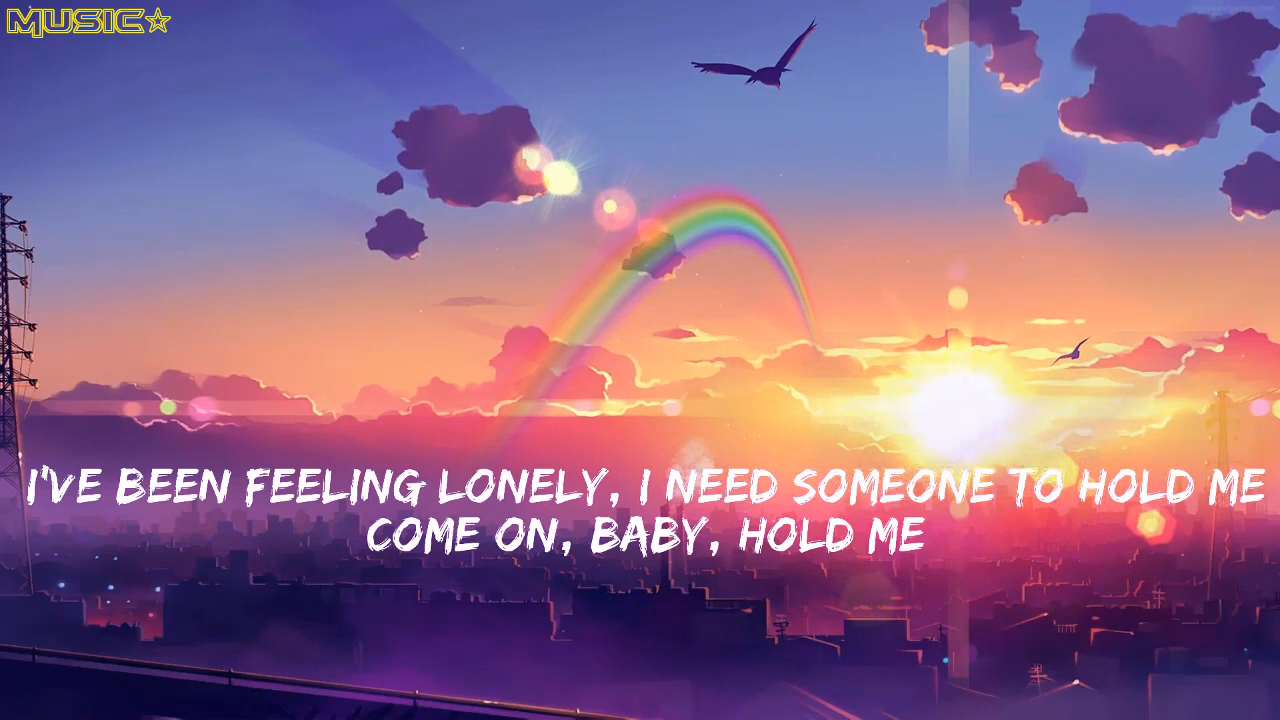 MUSIC☆
I'VE BEEN FEELING LONELY, I NEED SOMEONE TO HOLD ME
COME ON, BABY, HOLD ME